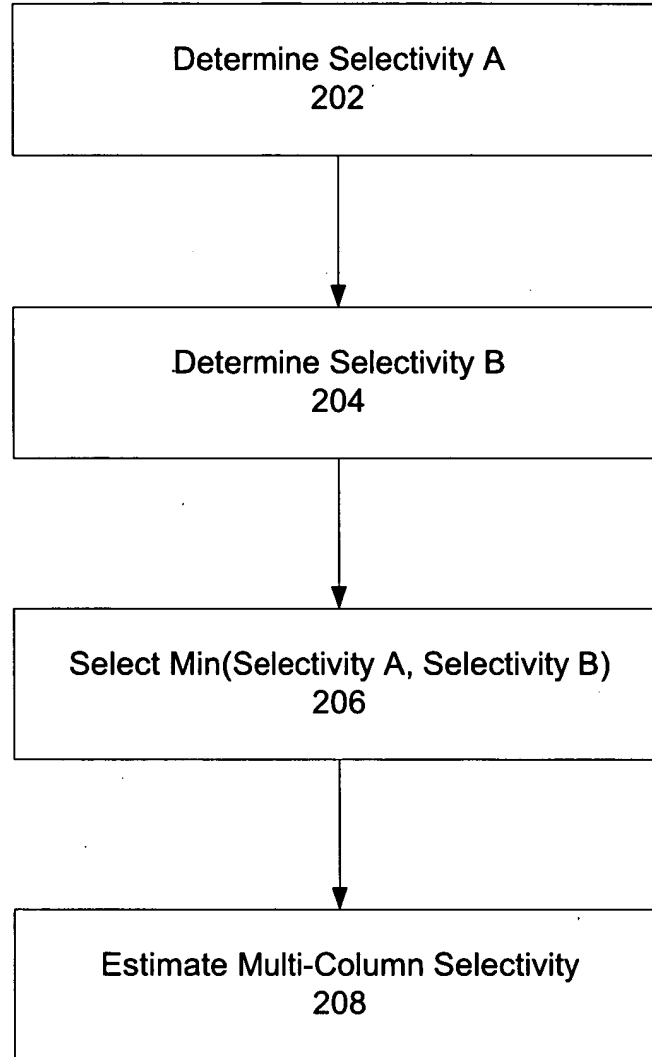 Determine Selectivity A
202
Determine Selectivity B
204
Select Min(Selectivity A, Selectivity B)
206
Estimate Multi-Column Selectivity
208